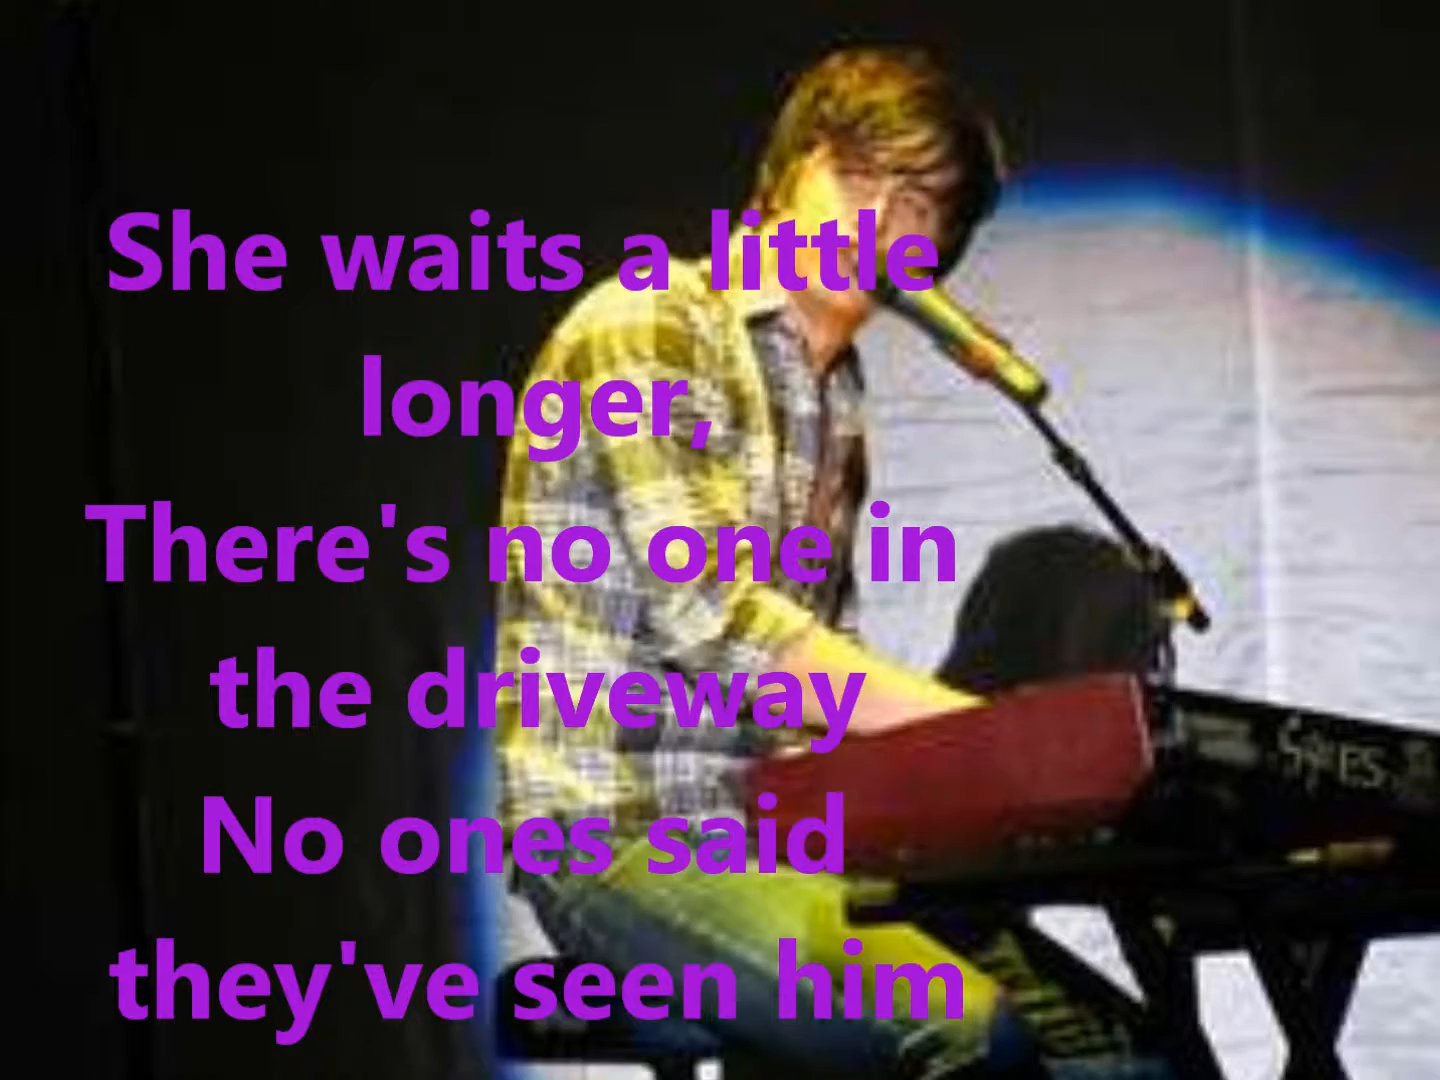 She waits a little
longer,
There's no one in
the driveway
No ones said
they've seen him